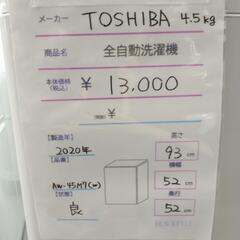 メーカー TOSHIBA 4.5kg
商品名 全自動洗濯機
本体価格(税込) ¥ 13,000
(税込) ¥
【製造年】 高さ
2020年 93 cm
【品番】 横幅
52 cm
AW-45M7(W) 奥行
【状態】 52 cm
良